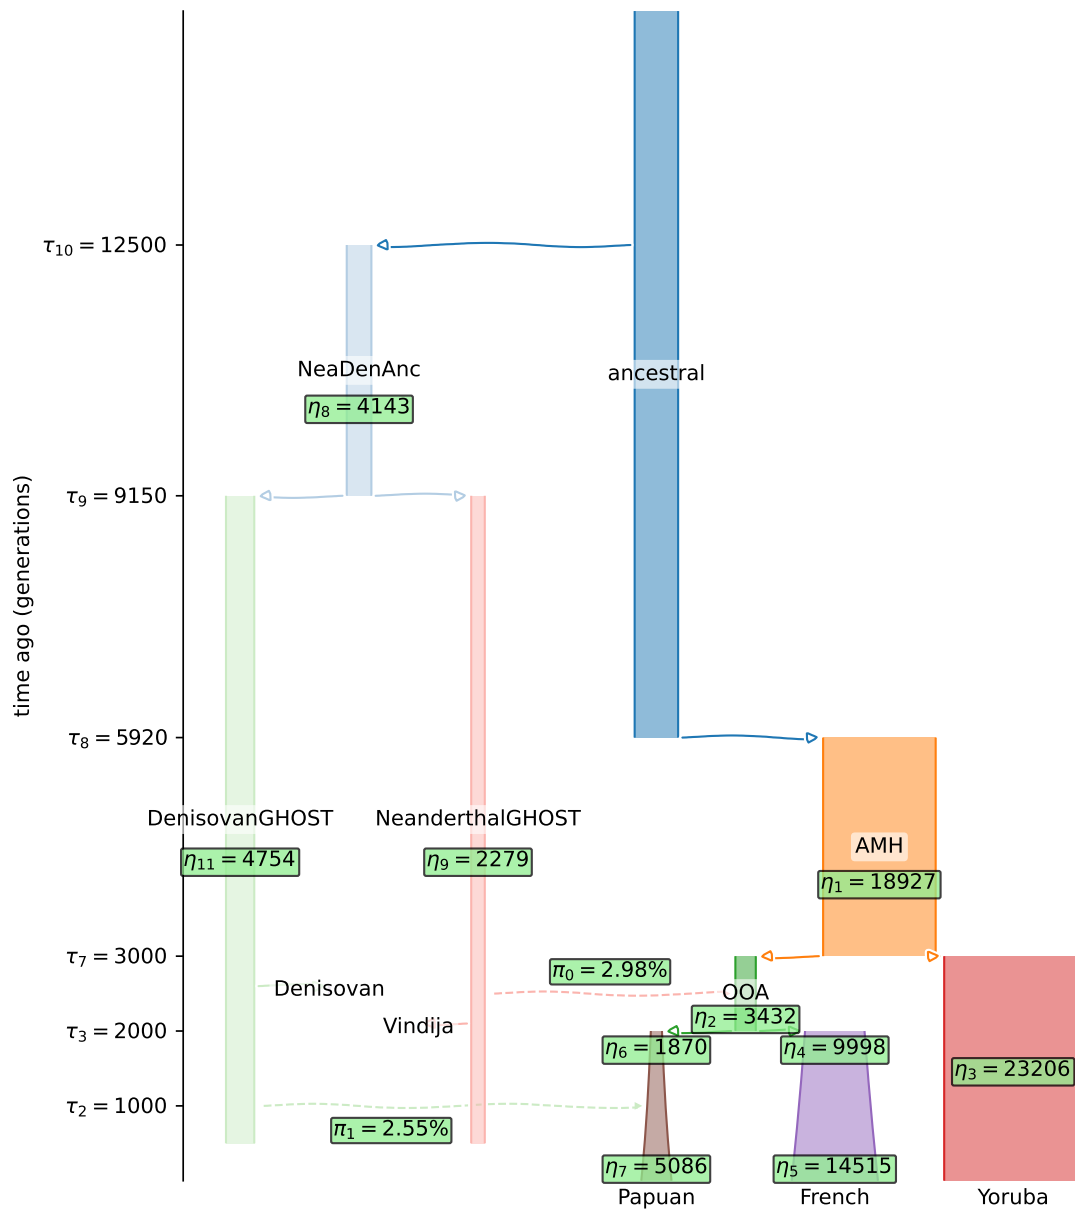 τ10 = 12500
NeaDenAnc
ancestral
η8 = 4143
time ago (generations)
τ9 = 9150
τ8 = 5920
DenisovanGHOST
NeanderthalGHOST
AMH
η11 = 4754
η9 = 2279
η1 = 18927
τ7 = 3000
π0 = 2.98%
Denisovan
OOA
η2 = 3432
Vindija
τ3 = 2000
η6 = 1870
η4 = 9998
η3 = 23206
τ2 = 1000
π1 = 2.55%
η7 = 5086
η5 = 14515
Papuan
French
Yoruba